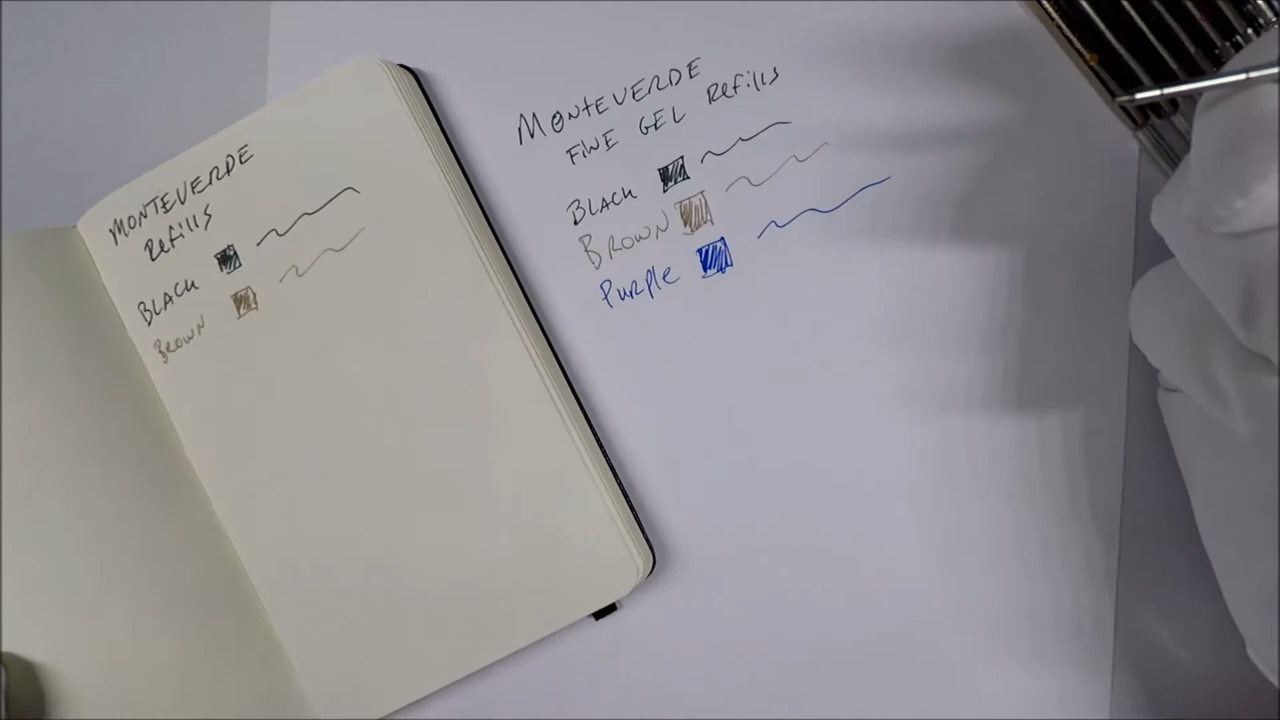 MONTEVERDE
Refills
BLACK
BROWN
MONTEVERDE
FINE GEL Refills
BLACK
BROWN
Purple